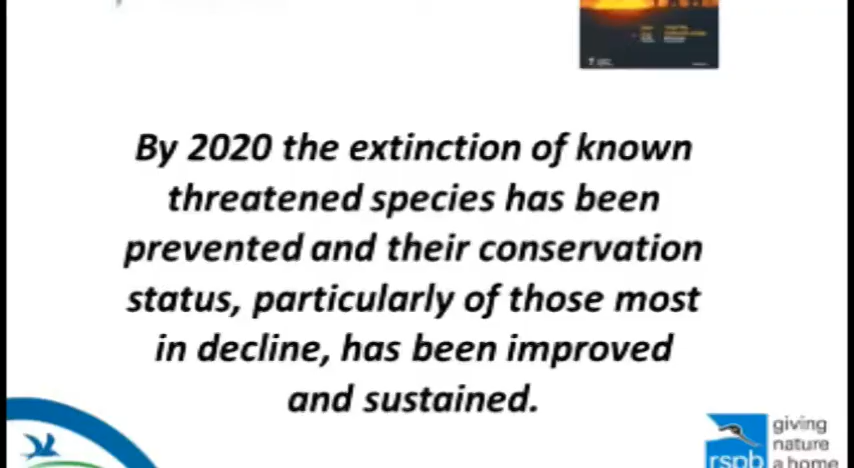 By 2020 the extinction of known
threatened species has been
prevented and their conservation
status, particularly of those most
in decline, has been improved
and sustained.
giving
nature
a home
rspb